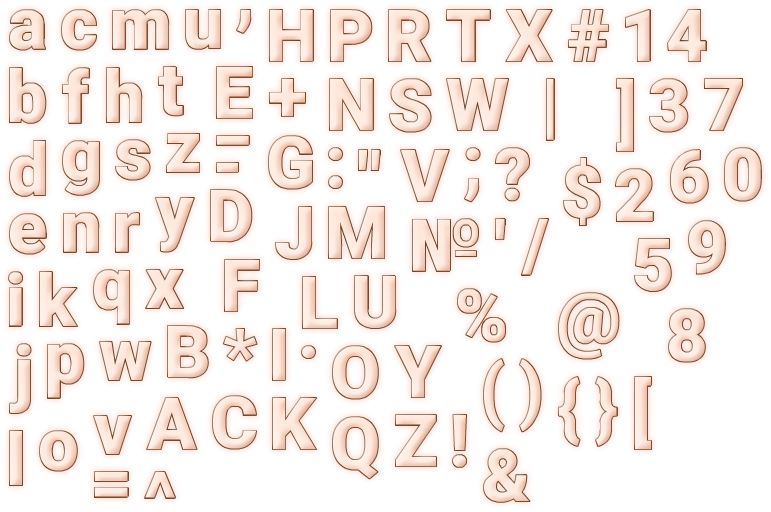 a c m u ’ H P R T X # 1 4
b f h t E + N S W | ] 3 7
d g s z = G : " V ; ? $ 2 6 0
e n r y D J M № ' / 5 9
i k q x F L U % @ 8
j p w B * I . O Y ( ) { } [
l o v A C K Q Z ! &
= ^